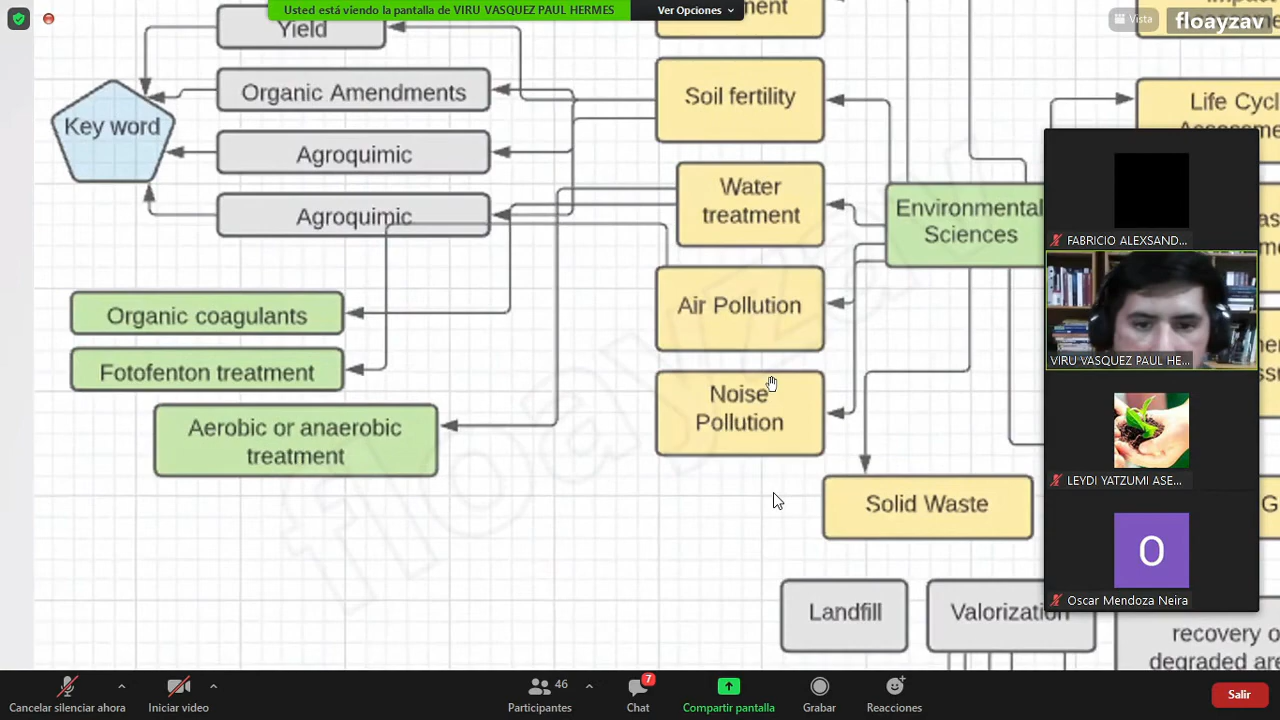 Usted está viendo la pantalla de VIRU VASQUEZ PAUL HERMES
Ver Opciones
Vista
floayzav
Yield
Organic Amendments
Key word
Agroquimic
Agroquimic
Soil fertility
Water
treatment
Air Pollution
Noise
Pollution
Environmental
Sciences
Life Cycl
Organic coagulants
Fotofenton treatment
Aerobic or anaerobic
treatment
Solid Waste
Landfill
Valorization
recovery o
degraded are
FABRICIO ALEXSAND...
VIRU VASQUEZ PAUL HE...
LEYDI YATZUMI ASE...
O
Oscar Mendoza Neira
floayzav
Cancelar silenciar ahora
Iniciar video
46
Participantes
7
Chat
Compartir pantalla
Grabar
Reacciones
Salir